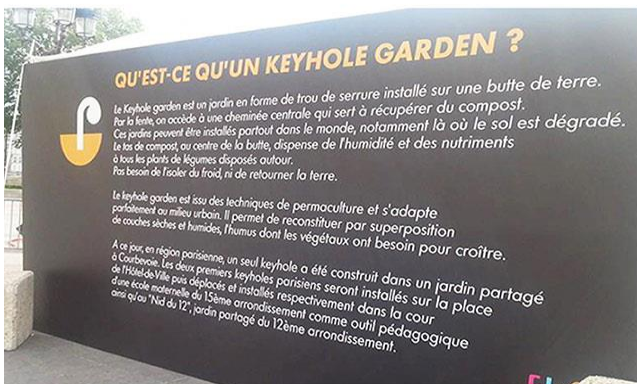 QU'EST-CE QU'UN KEYHOLE GARDEN ?
Le Keyhole garden est un jardin en forme de trou de serrure installé sur une butte de terre.
Par la fente, on accède à une cheminée centrale qui sert à récupérer du compost.
Ces jardins peuvent être installés partout dans le monde, notamment là où le sol est dégradé.
Le tas de compost, au centre de la butte, dispense de l'humidité et des nutriments
à tous les plants de légumes disposés autour.
Pas besoin de l'isoler du froid, ni de retourner la terre.
Le keyhole garden est issu des techniques de permaculture et s'adapte
parfaitement au milieu urbain. Il permet de reconstituer par superposition
de couches sèches et humides, l'humus dont les végétaux ont besoin pour croître.
A ce jour, en région parisienne, un seul keyhole a été construit dans un jardin partagé
à Courbevoie. Les deux premiers keyholes parisiens seront installés sur la place
de l'Hôtel-de-Ville puis déplacés et installés respectivement dans la cour
d'une école maternelle du 15ème arrondissement comme outil pédagogique
ainsi qu'au "Nid du 12", jardin partagé du 12ème arrondissement.